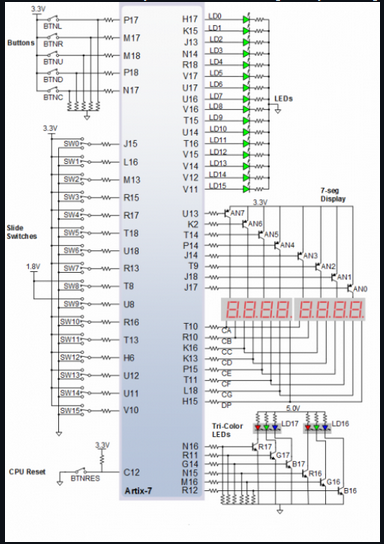 3.3V
BTNL
BTNR
BTNU
BTND
BTNC
Buttons
P17
M17
M18
P18
N17
H17 LD0
K15 LD1
J13 LD2
N14 LD3
R18 LD4
V17 LD5
U17 LD6
U16 LD7
V16 LD8
T15 LD9
U14 LD10
T16 LD11
V15 LD12
V14 LD13
V12 LD14
V11 LD15
LEDs
3.3V
SW0 J15
SW1 L16
SW2 M13
SW3 R15
SW4 R17
SW5 T18
SW6 U18
SW7 R13
SW8 T8
SW9 U8
SW10 R16
SW11 T13
SW12 H6
SW13 U12
SW14 U11
SW15 V10
Slide
Switches
1.8V
7-seg
Display
3.3V
U13 AN7
K2 AN6
T14 AN5
P14 AN4
J14 AN3
T9 AN2
J18 AN1
J17 AN0
T10 CA
R10 CB
K16 CC
K13 CD
P15 CE
T11 CF
L18 CG
H15 DP
Tri-Color
LEDs
5.0V
LD17 LD16
N16 R17
R11 G17
G14 B17
N15 R16
M16 G16
R12 B16
3.3V
CPU Reset
BTNRES
C12
Artix-7